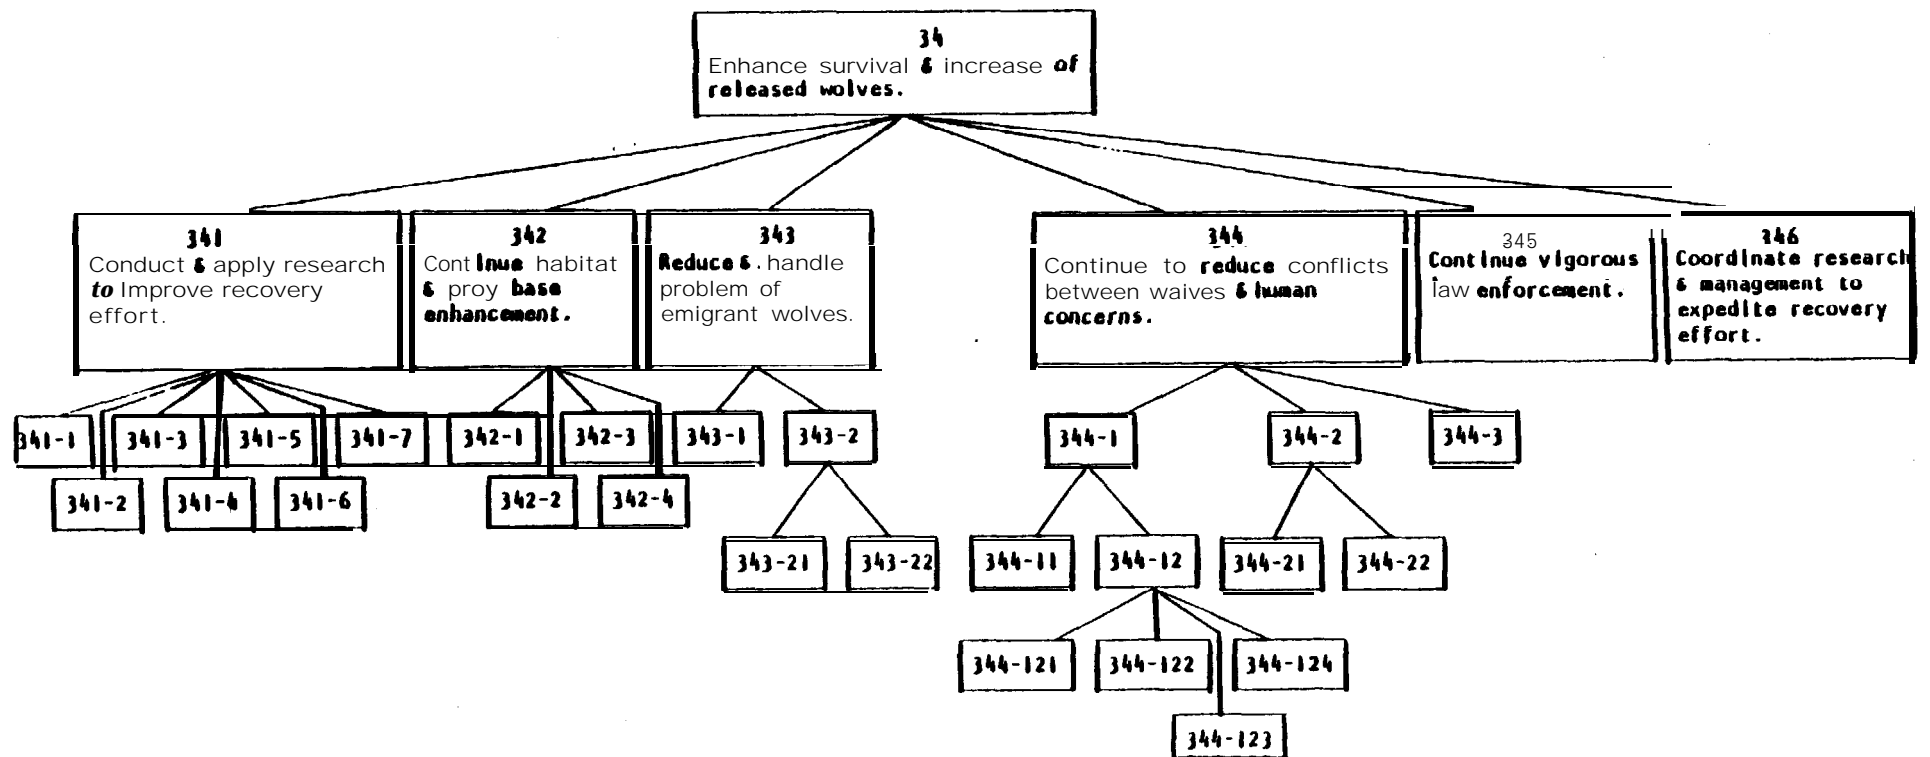 34
Enhance survival & increase of
released wolves.
341
Conduct & apply research
to Improve recovery
effort.
342
Continue habitat
& proy base
enhancement.
343
Reduce &. handle
problem of
emigrant wolves.
344
Continue to reduce conflicts
between waives & human
concerns.
345
Continue vigorous
law enforcement.
346
Coordinate research
& management to
expedite recovery
effort.
341-1
341-3
341-5
341-7
342-1
342-3
343-1
343-2
344-1
344-2
344-3
341-2
341-4
341-6
342-2
342-4
343-21
343-22
344-11
344-12
344-21
344-22
344-121
344-122
344-124
344-123